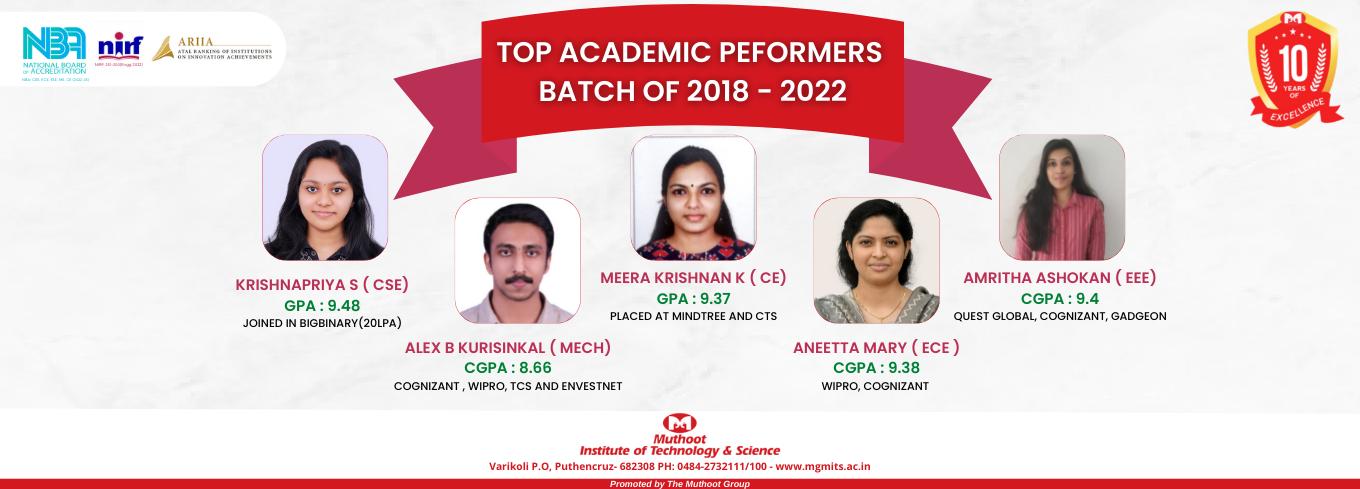 NBA
NATIONAL BOARD
OF ACCREDITATION
nirf
ARIIA
ATAL RANKING OF INSTITUTIONS
ON INNOVATION ACHIEVEMENTS
TOP ACADEMIC PEFORMERS
BATCH OF 2018 - 2022
M
10
YEARS
OF
EXCELLENCE
KRISHNAPRIYA S ( CSE)
GPA : 9.48
JOINED IN BIGBINARY(20LPA)
ALEX B KURISINKAL ( MECH)
CGPA : 8.66
COGNIZANT , WIPRO, TCS AND ENVESTNET
MEERA KRISHNAN K ( CE)
GPA : 9.37
PLACED AT MINDTREE AND CTS
ANEETTA MARY ( ECE )
CGPA : 9.38
WIPRO, COGNIZANT
AMRITHA ASHOKAN ( EEE)
CGPA : 9.4
QUEST GLOBAL, COGNIZANT, GADGEON
M
Muthoot
Institute of Technology & Science
Varikoli P.O, Puthencruz- 682308 PH: 0484-2732111/100 - www.mgmits.ac.in
Promoted by The Muthoot Group